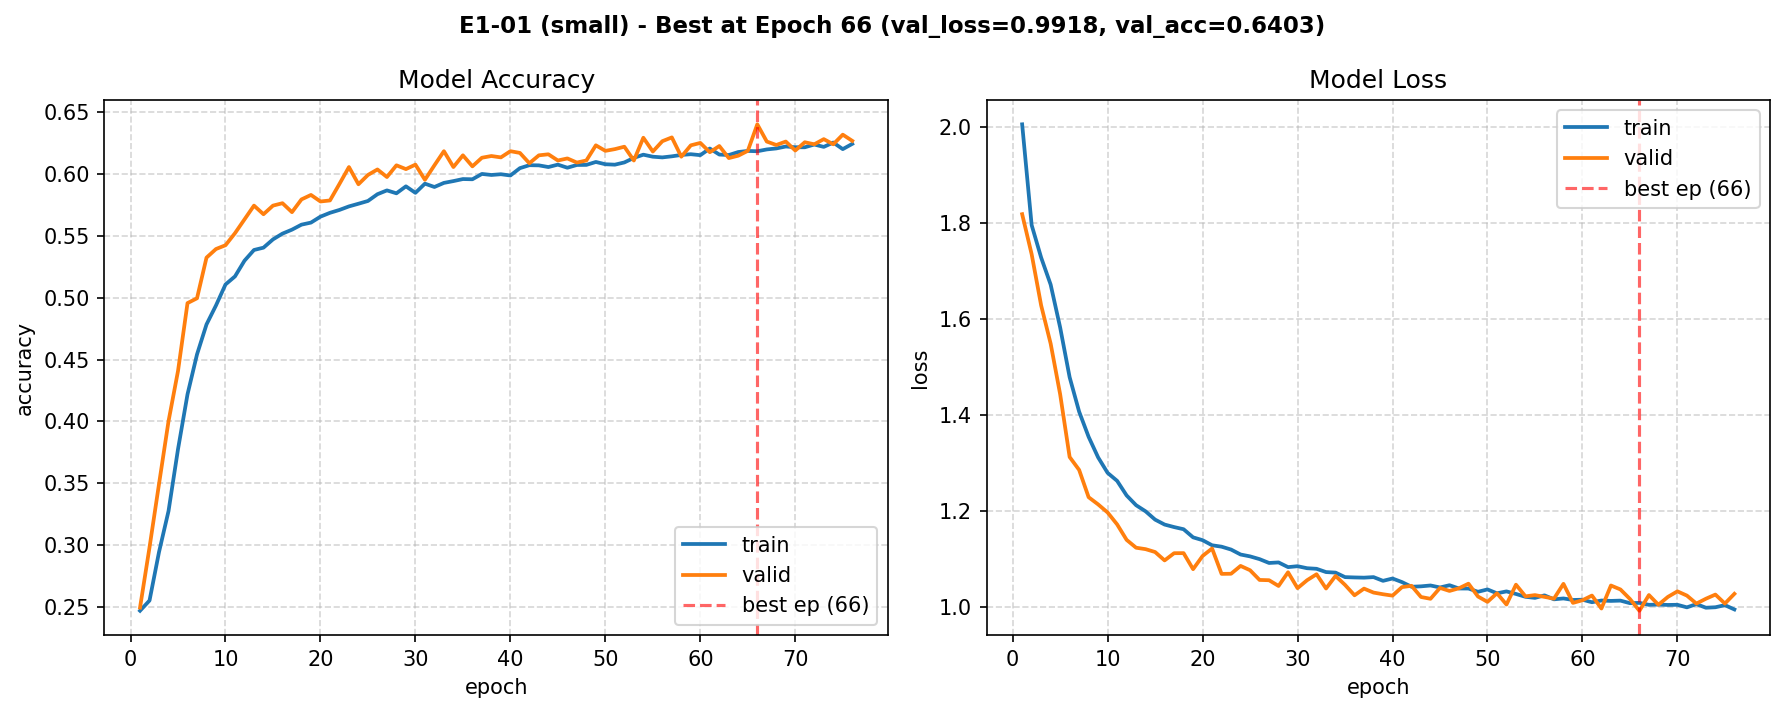 E1-01 (small) - Best at Epoch 66 (val_loss=0.9918, val_acc=0.6403)
Model Accuracy
0.65
0.60
0.55
0.50
0.45
0.40
0.35
0.30
0.25
accuracy
train
valid
best ep (66)
0 10 20 30 40 50 60 70
epoch
Model Loss
2.0
1.8
1.6
1.4
1.2
1.0
loss
train
valid
best ep (66)
0 10 20 30 40 50 60 70
epoch